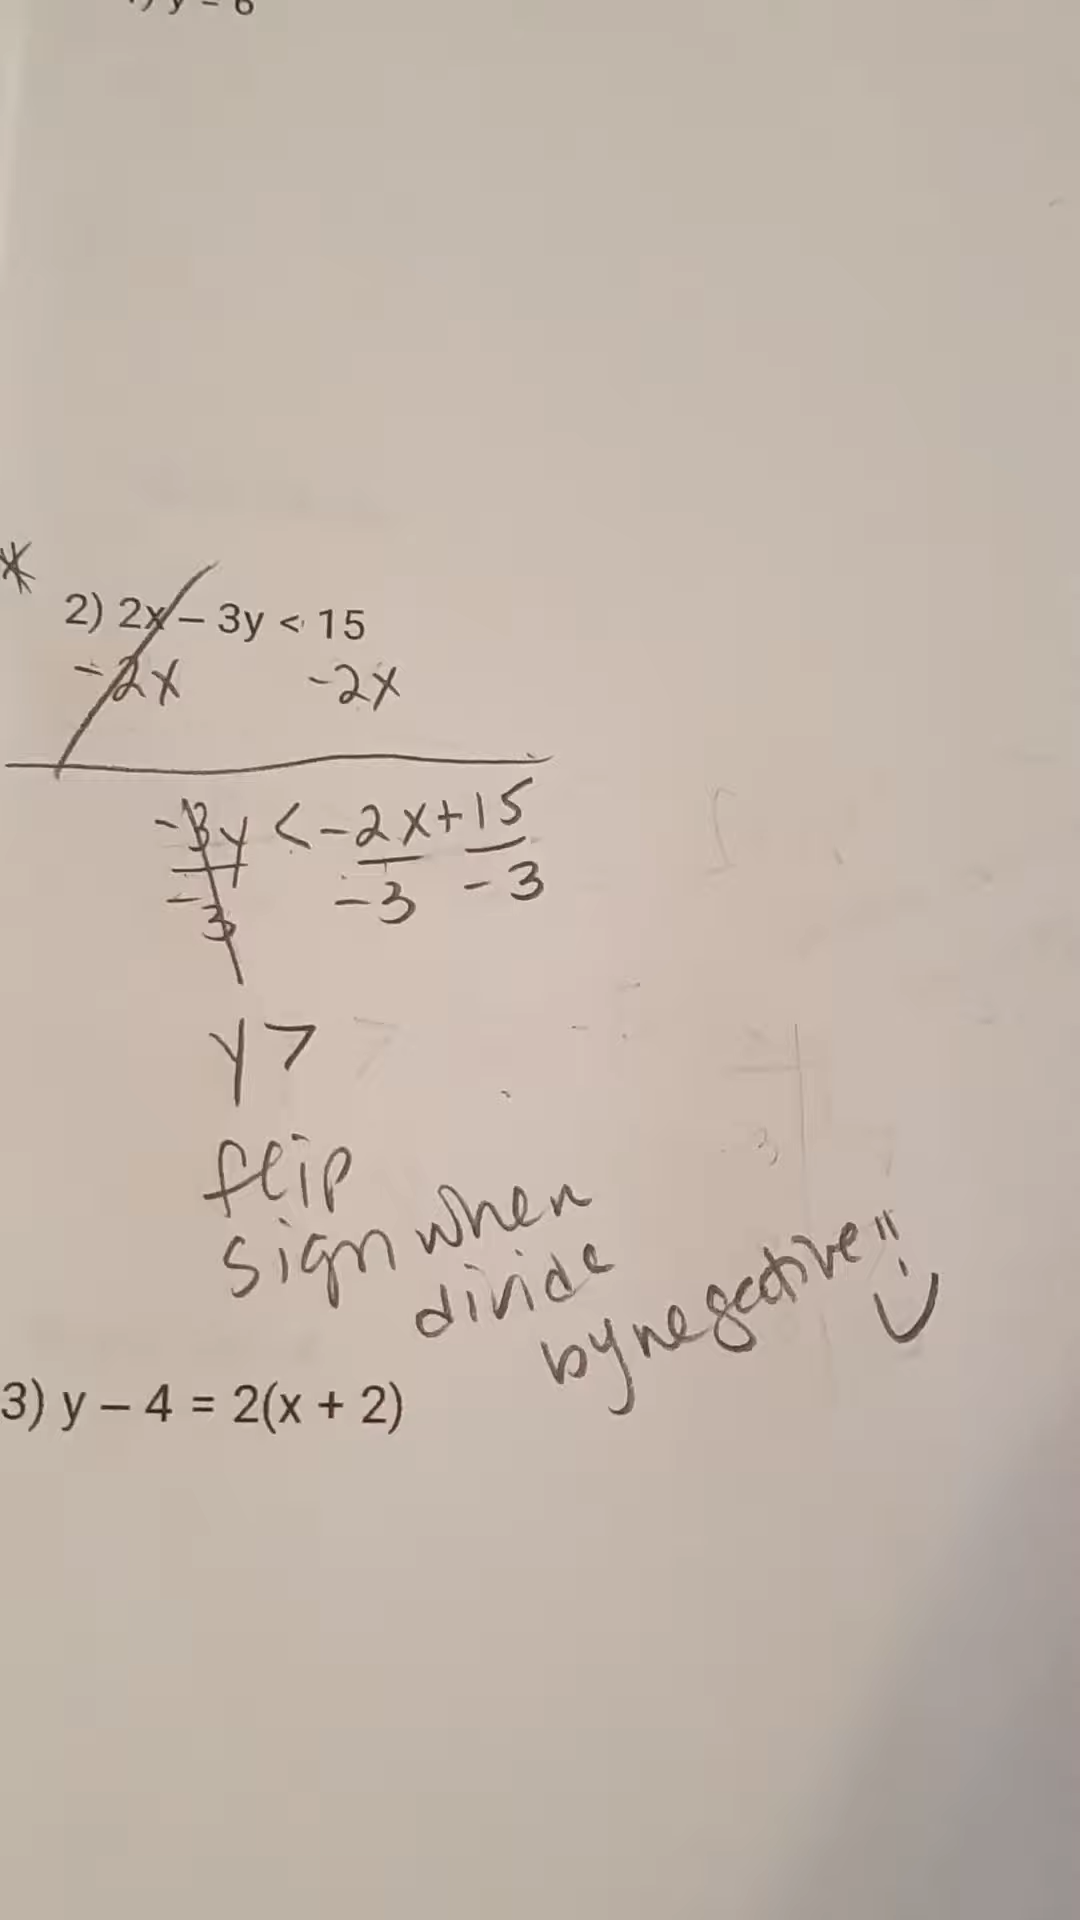 * 
2) 2x – 3y < 15
-2x -2x
-3y < -2x + 15
-3 -3 -3
y >
flip
sign when
divide
by negative!!
3) y – 4 = 2(x + 2)